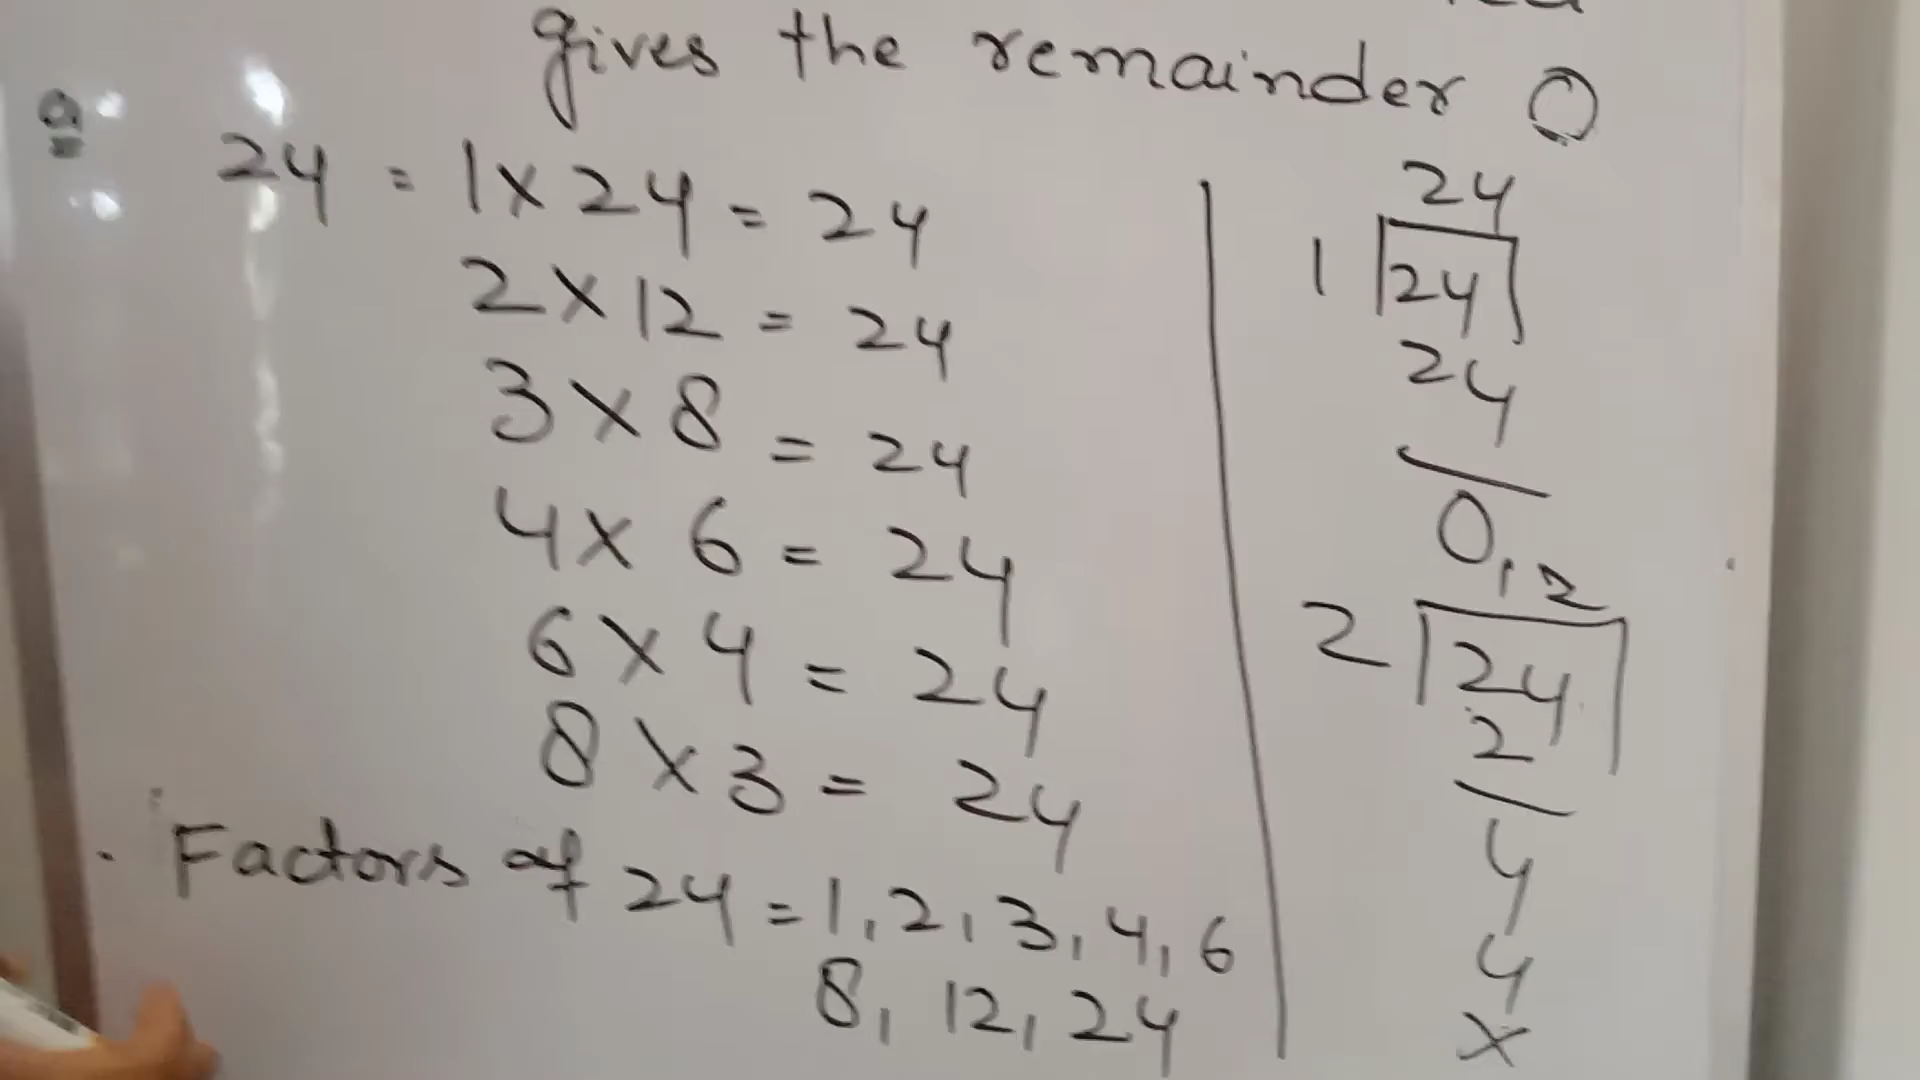 gives the remainder 0
24 = 1 x 24 = 24
2 x 12 = 24
3 x 8 = 24
4 x 6 = 24
6 x 4 = 24
8 x 3 = 24
Factors of 24 = 1, 2, 3, 4, 6
8, 12, 24
24
1 24
24
0
12
2 24
2
4
4
x